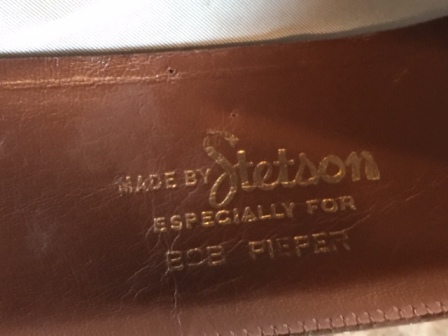 MADE BY Stetson
ESPECIALLY FOR
BOB PIEPER